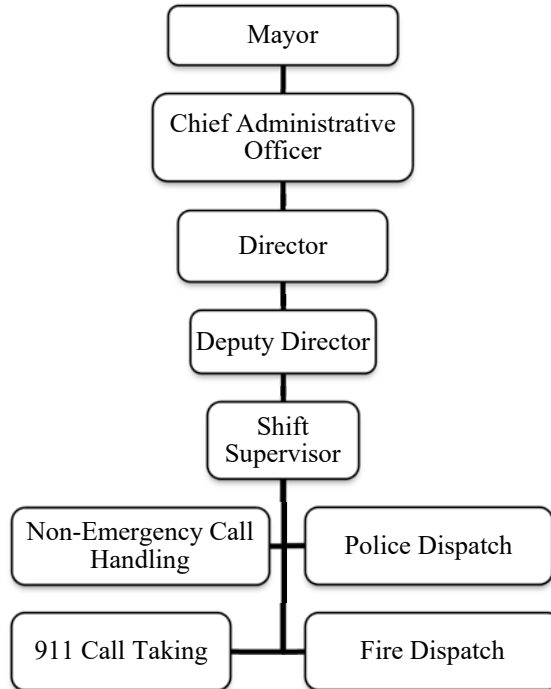 Mayor
Chief Administrative
Officer
Director
Deputy Director
Shift
Supervisor
Non-Emergency Call
Handling
Police Dispatch
911 Call Taking
Fire Dispatch